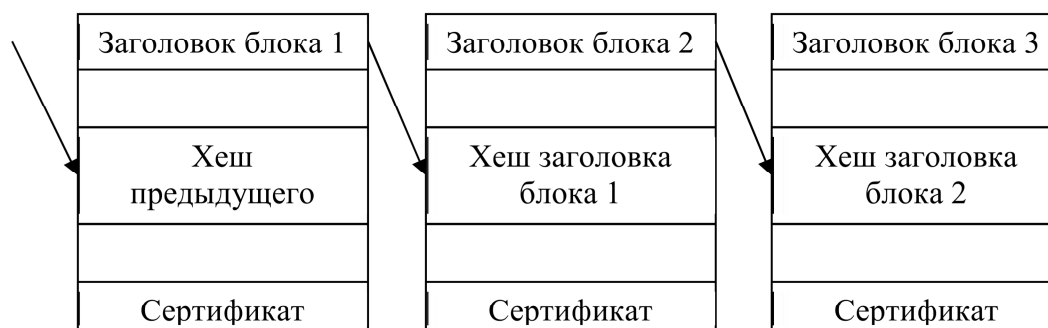 Заголовок блока 1
Заголовок блока 2
Заголовок блока 3
Хеш
предыдущего
Хеш заголовка
блока 1
Хеш заголовка
блока 2
Сертификат
Сертификат
Сертификат